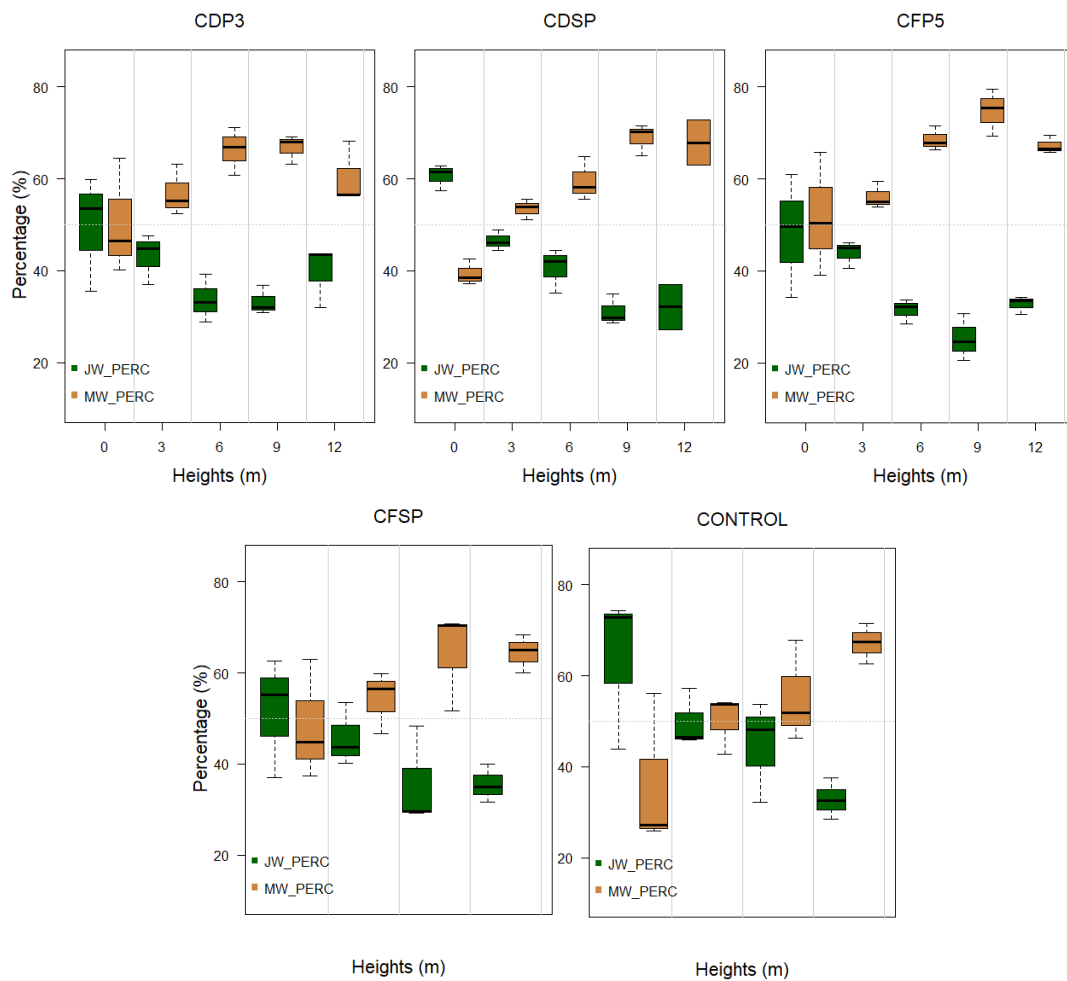 CDP3
CDSP
CFP5
Percentage (%)
80
60
40
20
JW_PERC
MW_PERC
0 3 6 9 12
Heights (m)
80
60
40
20
JW_PERC
MW_PERC
0 3 6 9 12
Heights (m)
80
60
40
20
JW_PERC
MW_PERC
0 3 6 9 12
Heights (m)
CFSP
CONTROL
Percentage (%)
80
60
40
20
JW_PERC
MW_PERC
Heights (m)
80
60
40
20
JW_PERC
MW_PERC
Heights (m)